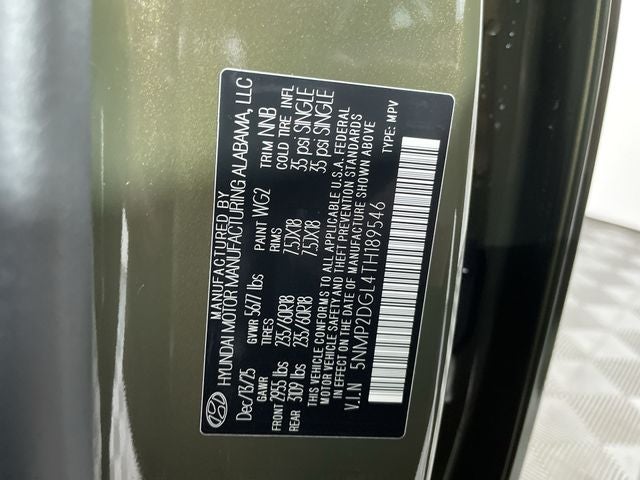 MANUFACTURED BY
HYUNDAI MOTOR MANUFACTURING ALABAMA, LLC
Dec/13/25 GVWR 5677 lbs PAINT WG2 TRIM NNB
GAWR TIRES RIMS COLD TIRE INFL
FRONT 2955 lbs 235/60R18 7.5JX18 35 psi SINGLE
REAR 3109 lbs 235/60R18 7.5JX18 35 psi SINGLE
THIS VEHICLE CONFORMS TO ALL APPLICABLE U.S.A. FEDERAL
MOTOR VEHICLE SAFETY AND THEFT PREVENTION STANDARDS
IN EFFECT ON THE DATE OF MANUFACTURE SHOWN ABOVE
V.I.N 5NMP2DGL4TH189546 TYPE: MPV